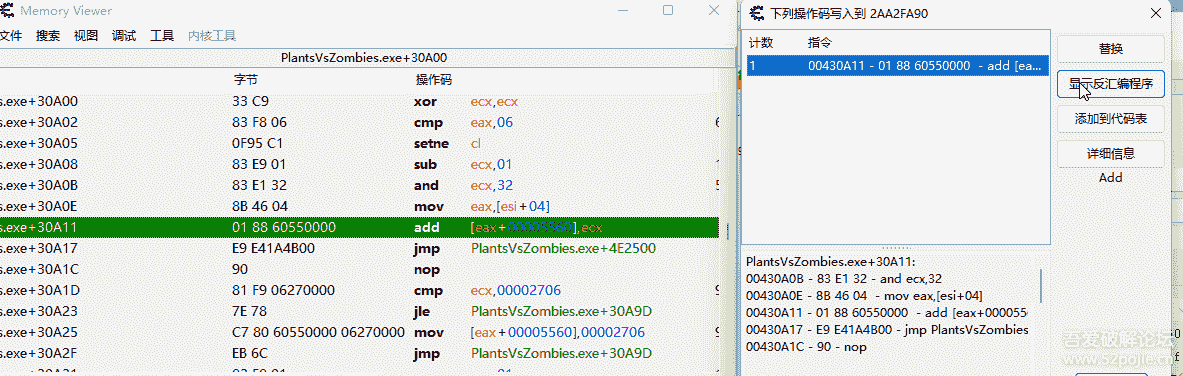 Memory Viewer
文件 搜索 视图 调试 工具 内核工具
PlantsVsZombies.exe+30A00
字节 操作码
s.exe+30A00 33 C9 xor ecx,ecx
s.exe+30A02 83 F8 06 cmp eax,06 6
s.exe+30A05 0F95 C1 setne cl
s.exe+30A08 83 E9 01 sub ecx,01 1
s.exe+30A0B 83 E1 32 and ecx,32 5
s.exe+30A0E 8B 46 04 mov eax,[esi+04]
s.exe+30A11 01 88 60550000 add [eax+00005560],ecx
s.exe+30A17 E9 E41A4B00 jmp PlantsVsZombies.exe+4E2500
s.exe+30A1C 90 nop
s.exe+30A1D 81 F9 06270000 cmp ecx,00002706 9
s.exe+30A23 7E 78 jle PlantsVsZombies.exe+30A9D
s.exe+30A25 C7 80 60550000 06270000 mov [eax+00005560],00002706 9
s.exe+30A2F EB 6C jmp PlantsVsZombies.exe+30A9D
下列操作码写入到 2AA2FA90
计数 指令
1 00430A11 - 01 88 60550000 - add [ea...
替换
显示反汇编程序
添加到代码表
详细信息
Add
PlantsVsZombies.exe+30A11:
00430A0B - 83 E1 32 - and ecx,32
00430A0E - 8B 46 04 - mov eax,[esi+04]
00430A11 - 01 88 60550000 - add [eax+000055
00430A17 - E9 E41A4B00 - jmp PlantsVsZombies
00430A1C - 90 - nop
吾爱破解论坛
www.52pojie.cn